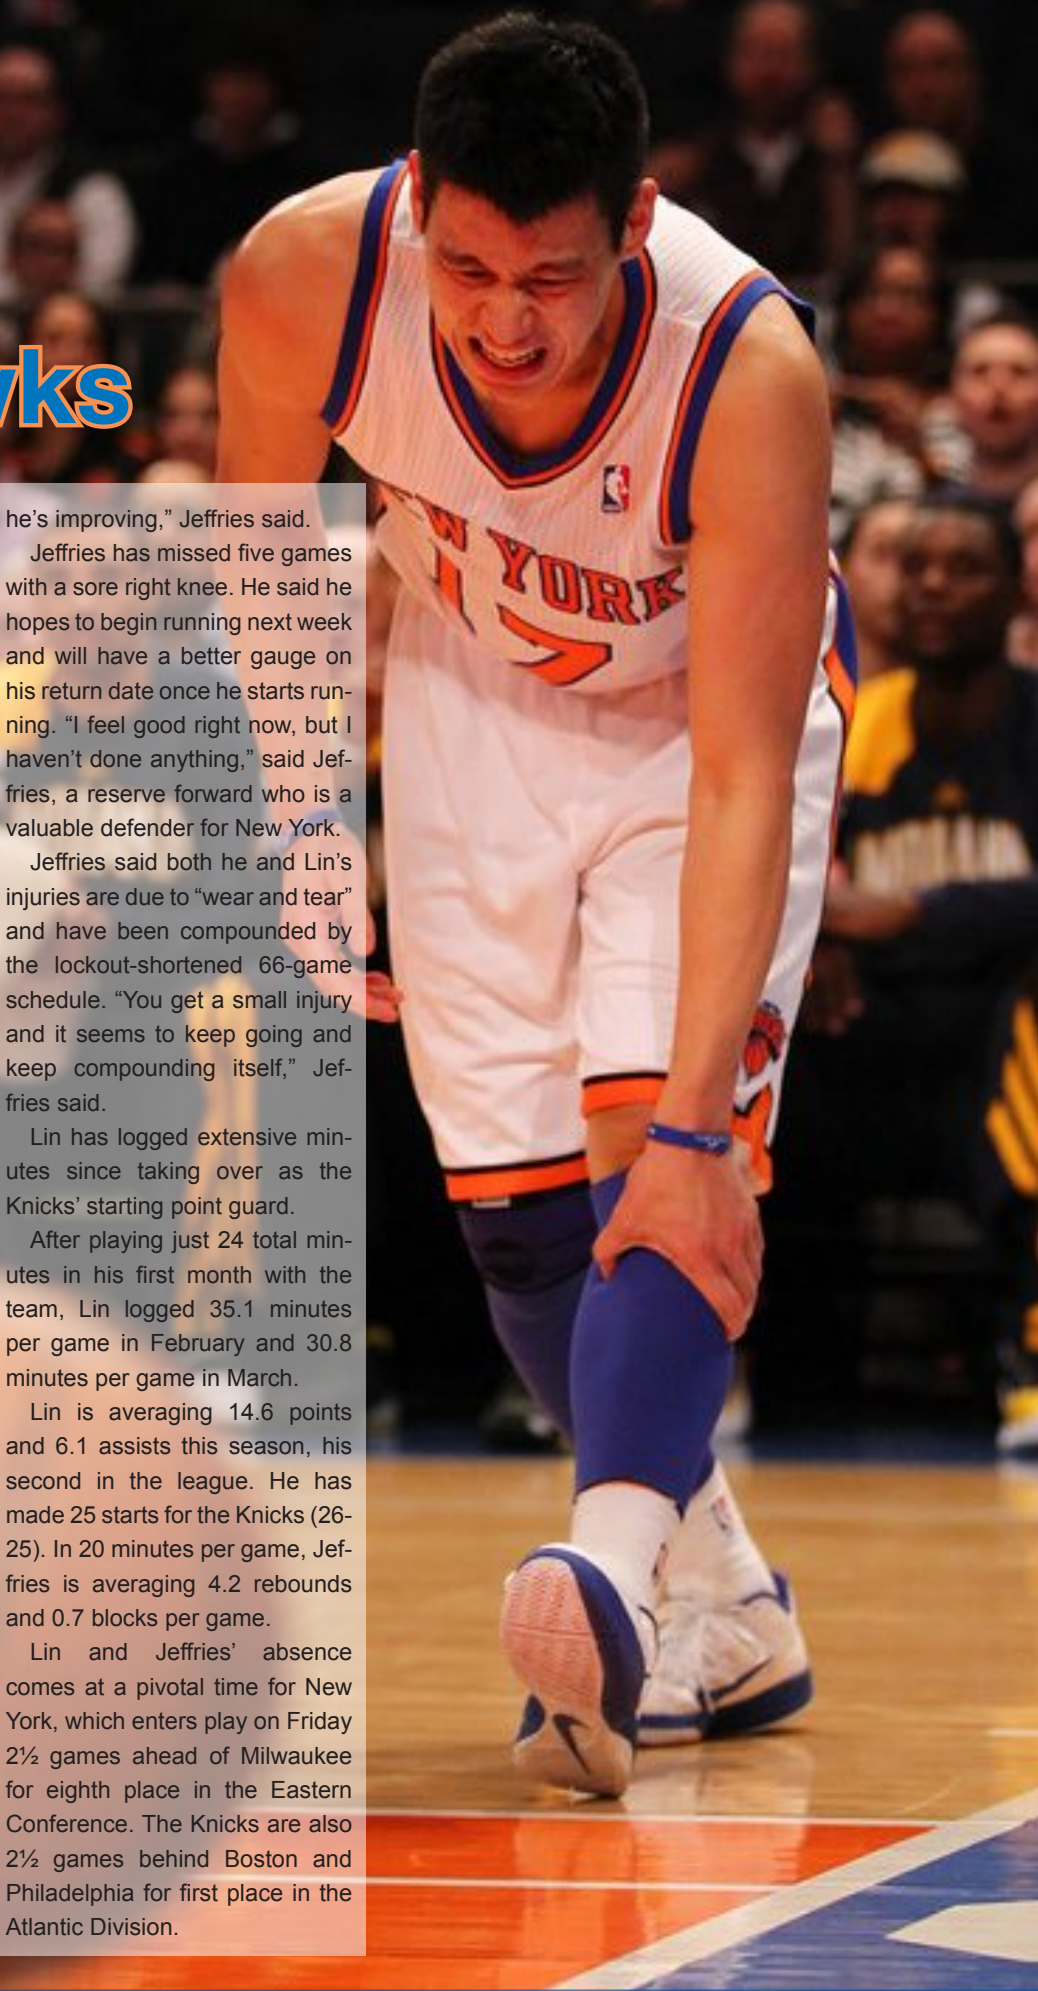 wks
he’s improving,” Jeffries said.
Jeffries has missed five games
with a sore right knee. He said he
hopes to begin running next week
and will have a better gauge on
his return date once he starts run-
ning. “I feel good right now, but I
haven’t done anything,” said Jef-
fries, a reserve forward who is a
valuable defender for New York.
Jeffries said both he and Lin’s
injuries are due to “wear and tear”
and have been compounded by
the lockout-shortened 66-game
schedule. “You get a small injury
and it seems to keep going and
keep compounding itself,” Jef-
fries said.
Lin has logged extensive min-
utes since taking over as the
Knicks’ starting point guard.
After playing just 24 total min-
utes in his first month with the
team, Lin logged 35.1 minutes
per game in February and 30.8
minutes per game in March.
Lin is averaging 14.6 points
and 6.1 assists this season, his
second in the league. He has
made 25 starts for the Knicks (26-
25). In 20 minutes per game, Jef-
fries is averaging 4.2 rebounds
and 0.7 blocks per game.
Lin and Jeffries’ absence
comes at a pivotal time for New
York, which enters play on Friday
2½ games ahead of Milwaukee
for eighth place in the Eastern
Conference. The Knicks are also
2½ games behind Boston and
Philadelphia for first place in the
Atlantic Division.
YORK
17